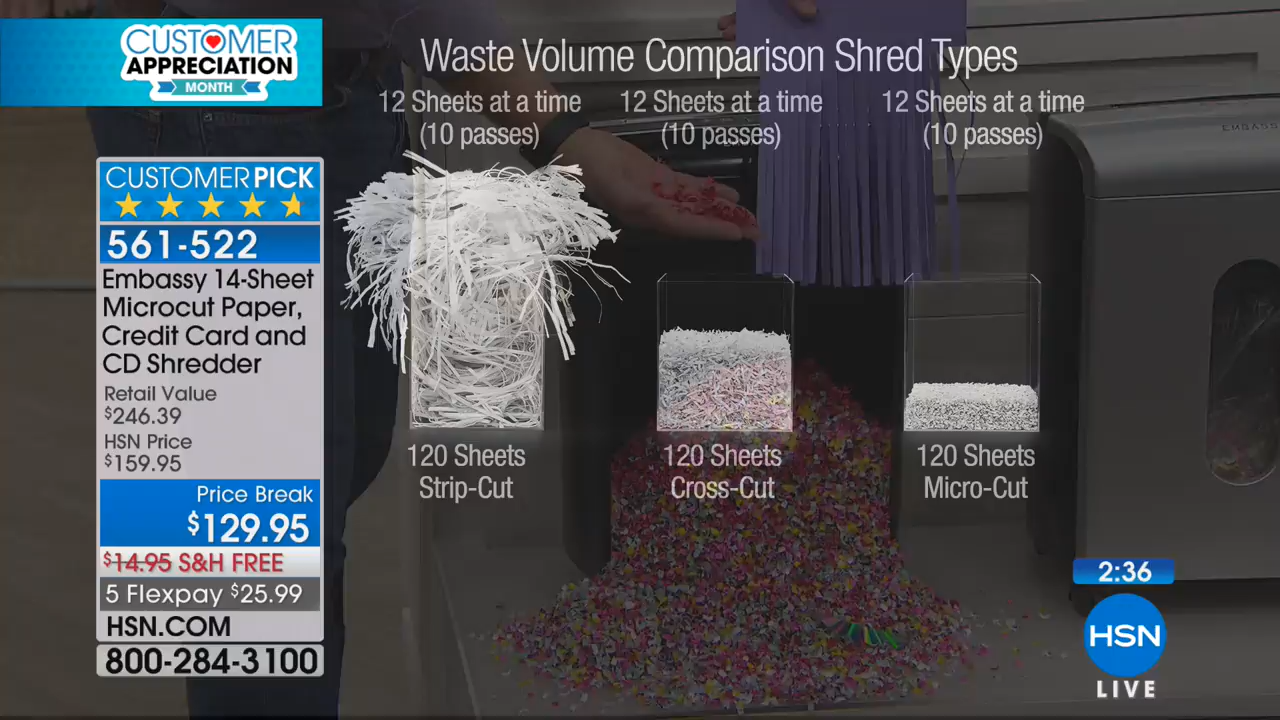 CUSTOMER
APPRECIATION
MONTH
CUSTOMER PICK
561-522
Embassy 14-Sheet
Microcut Paper,
Credit Card and
CD Shredder
Retail Value
$246.39
HSN Price
$159.95
Price Break
$129.95
$14.95 S&H FREE
5 Flexpay $25.99
HSN.COM
800-284-3100
Waste Volume Comparison Shred Types
12 Sheets at a time
(10 passes)
12 Sheets at a time
(10 passes)
12 Sheets at a time
(10 passes)
120 Sheets
Strip-Cut
120 Sheets
Cross-Cut
120 Sheets
Micro-Cut
2:36
HSN
LIVE